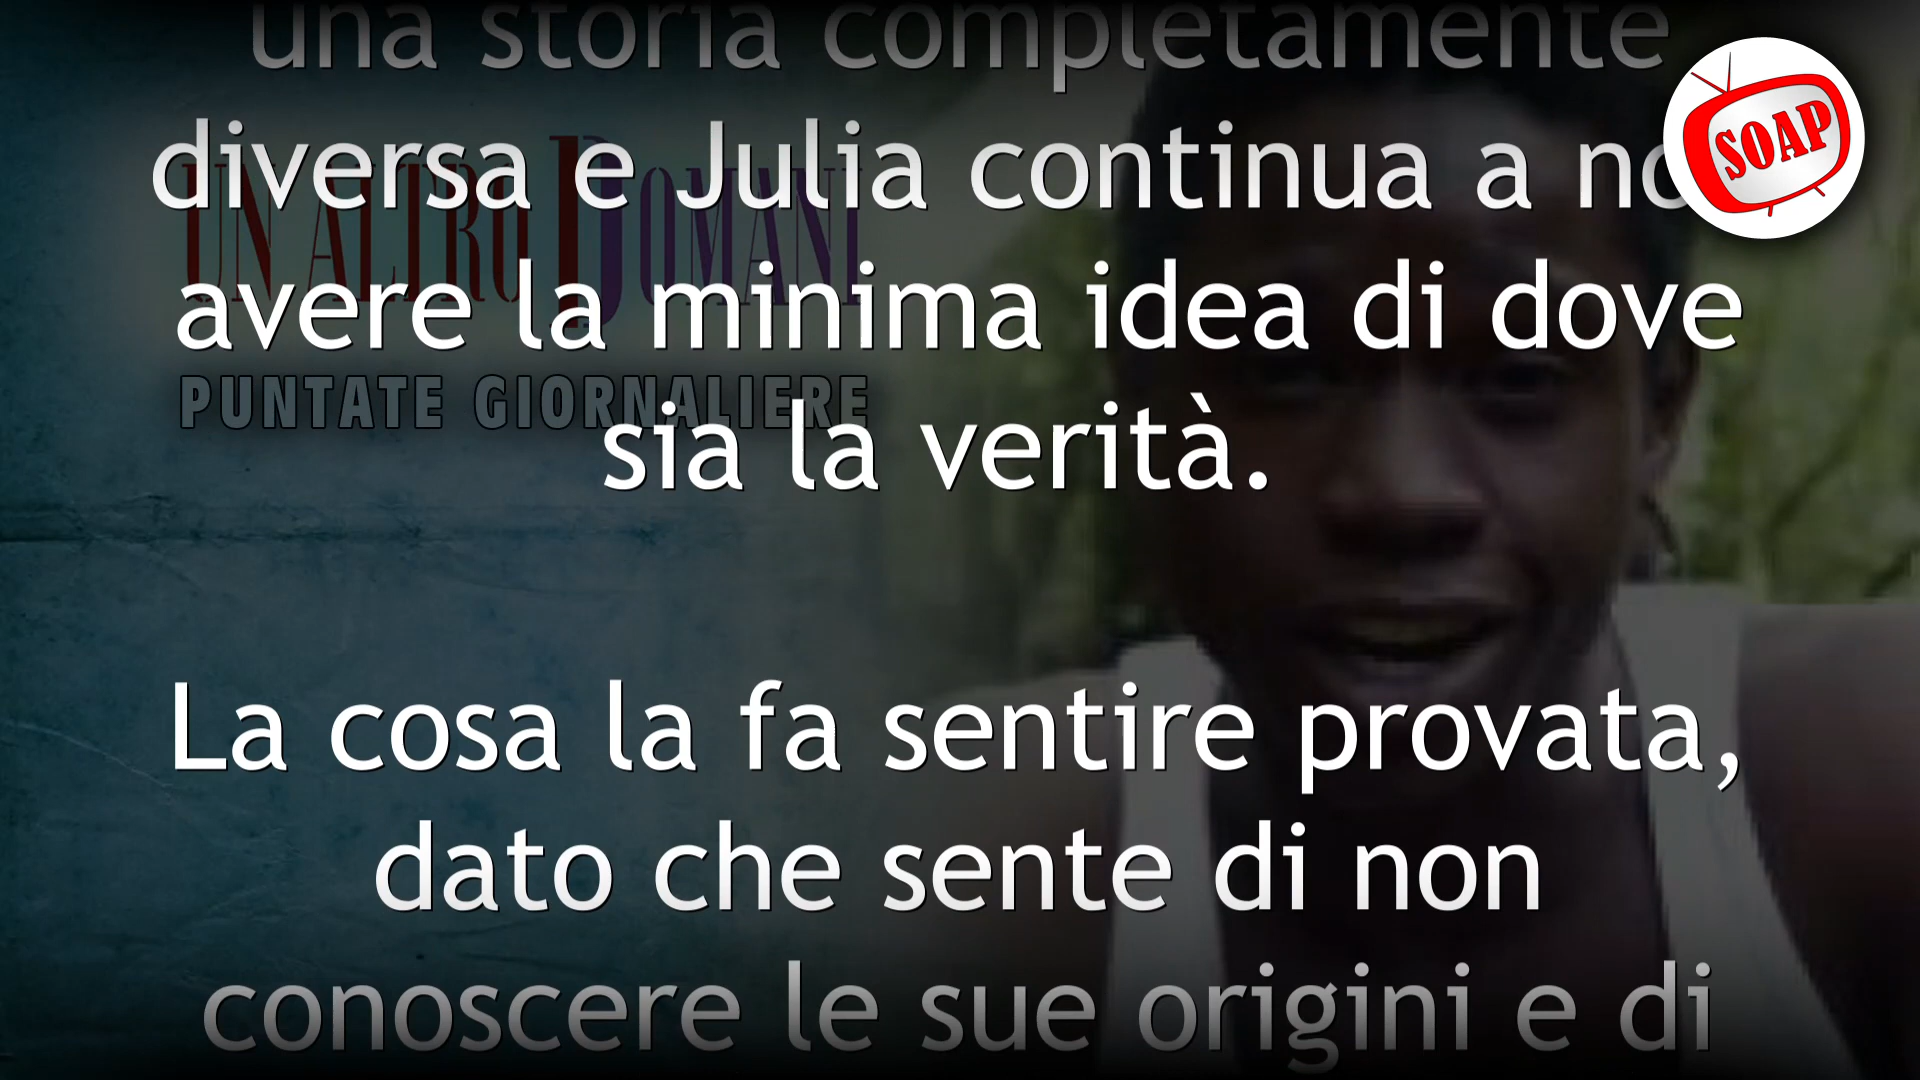 una storia completamente
diversa e Julia continua a no
avere la minima idea di dove
sia la verità.
La cosa la fa sentire provata,
dato che sente di non
conoscere le sue origini e di
UN ALTRO DOMANI
PUNTATE GIORNALIERE
SOAP